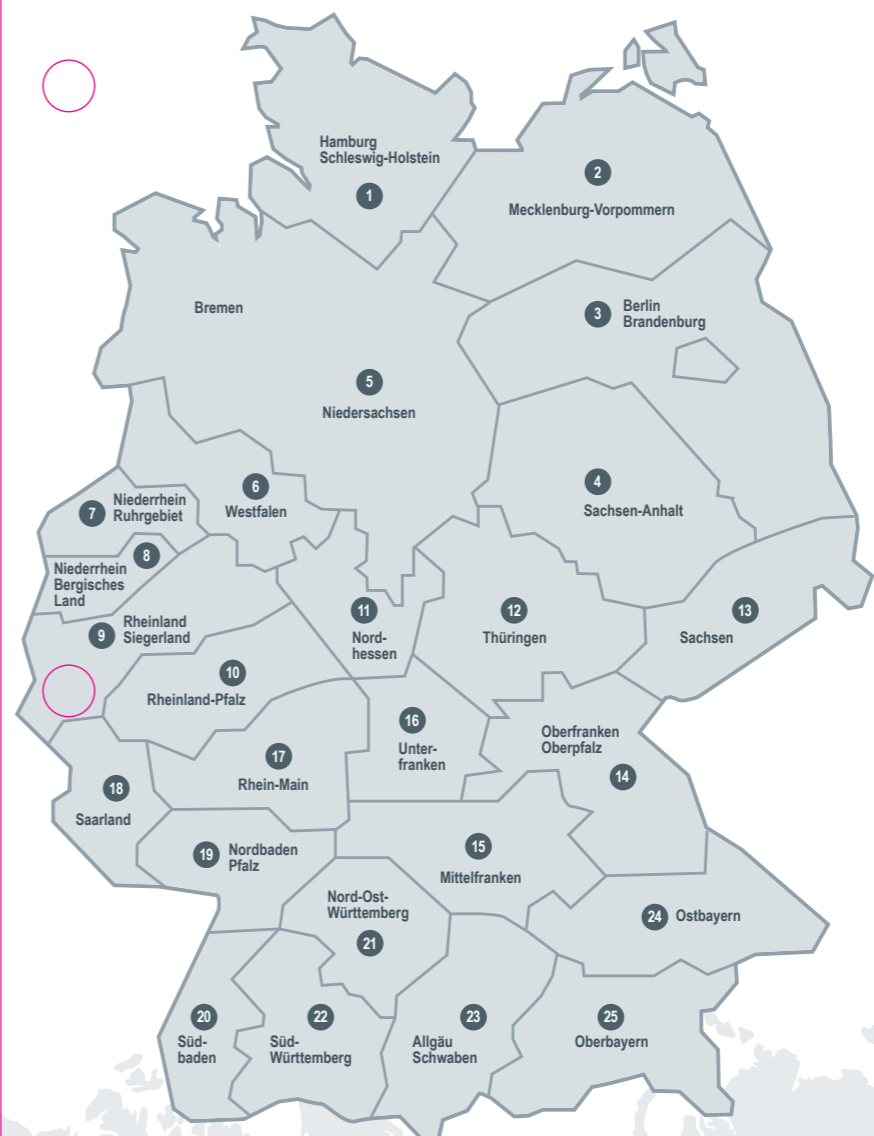 Hamburg
Schleswig-Holstein
1
2
Mecklenburg-Vorpommern
Bremen
3
Berlin
Brandenburg
5
Niedersachsen
4
Sachsen-Anhalt
6
Westfalen
7
Niederrhein
Ruhrgebiet
8
Niederrhein
Bergisches
Land
9
Rheinland
Siegerland
11
Nord-
hessen
12
Thüringen
13
Sachsen
10
Rheinland-Pfalz
16
Unter-
franken
Oberfranken
Oberpfalz
14
17
Rhein-Main
18
Saarland
19
Nordbaden
Pfalz
15
Mittelfranken
Nord-Ost-
Württemberg
21
24
Ostbayern
20
Süd-
baden
22
Süd-
Württemberg
23
Allgäu
Schwaben
25
Oberbayern